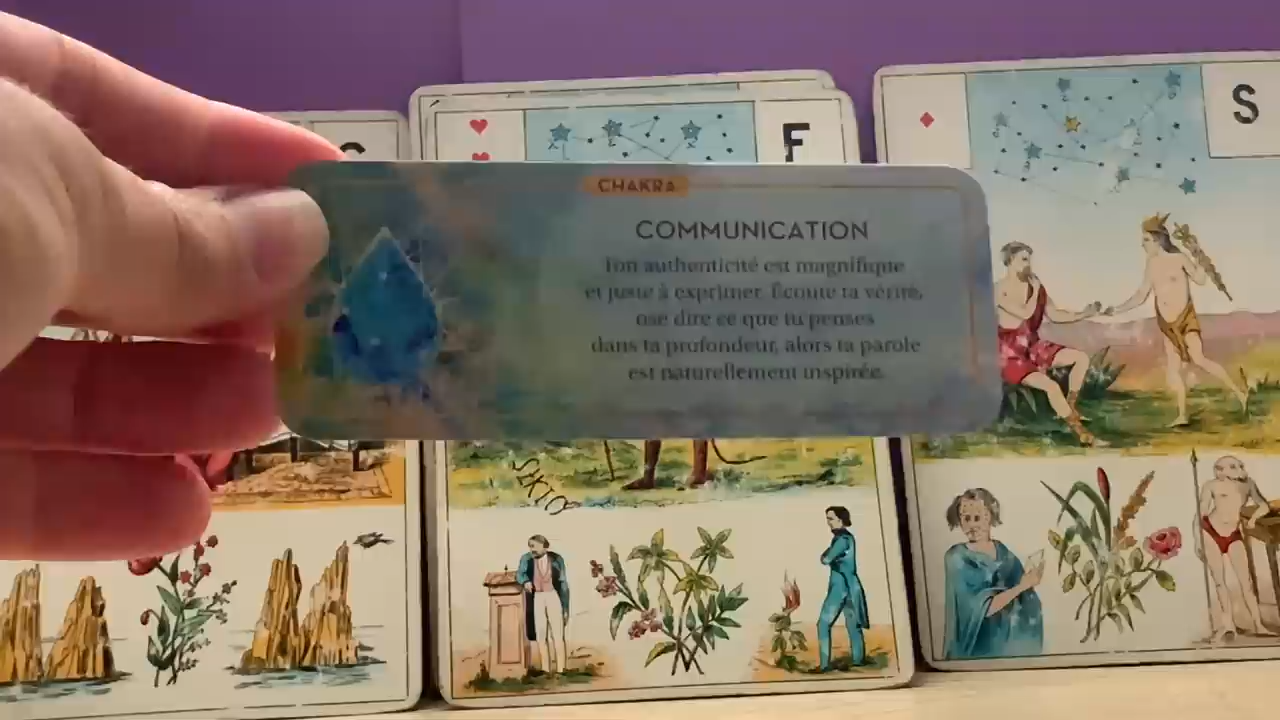 C
F
S
CHAKRA
COMMUNICATION
Ton authenticité est magnifique
et juste à exprimer. Écoute ta vérité,
ose dire ce que tu penses
dans ta profondeur, alors ta parole
est naturellement inspirée.